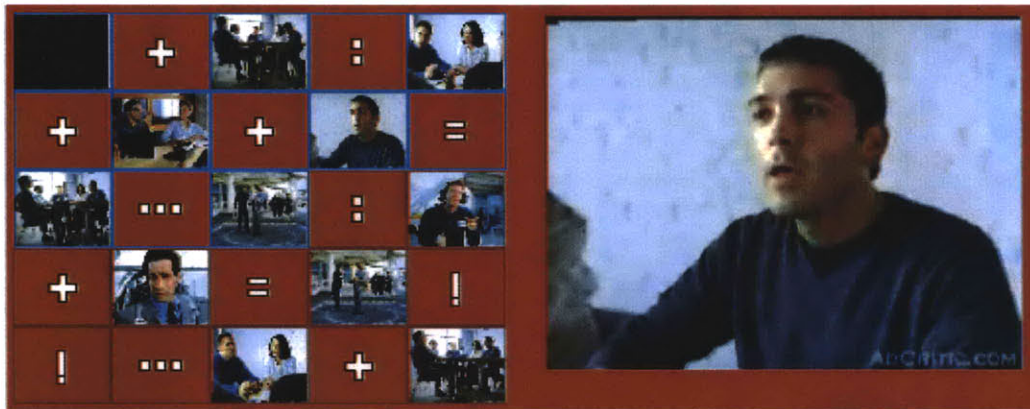 + :
+ + =
... :
+ = !
! ... +
ADCRITIC.COM